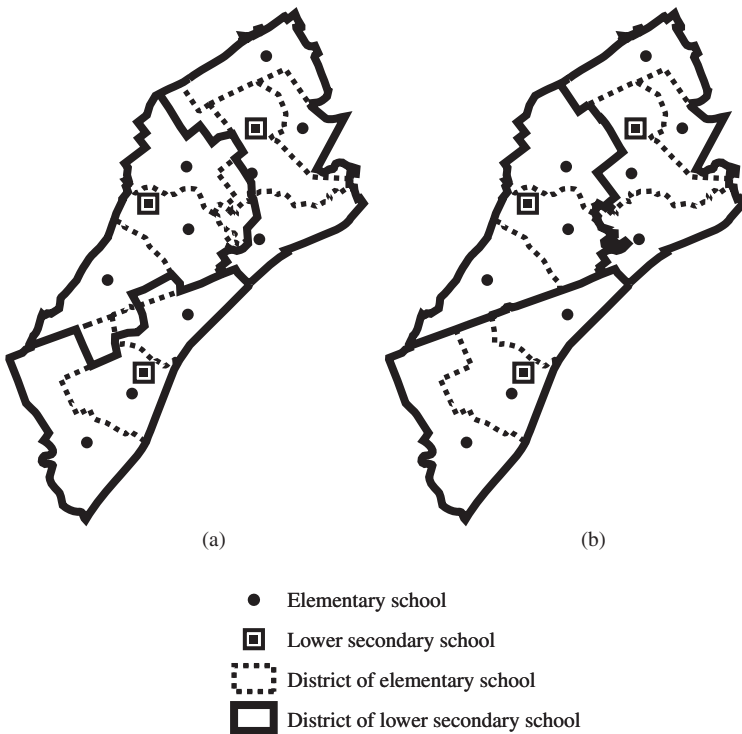 (a)
(b)
Elementary school
Lower secondary school
District of elementary school
District of lower secondary school